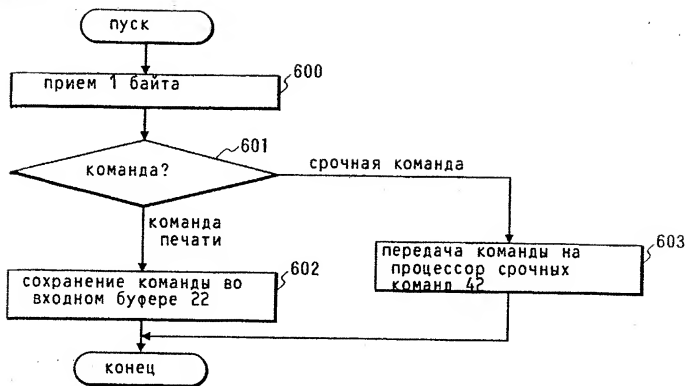 пуск
600
прием 1 байта
601
команда?
срочная команда
команда
печати
602
сохранение команды во
входном буфере 22
603
передача команды на
процессор срочных
команд 42
конец